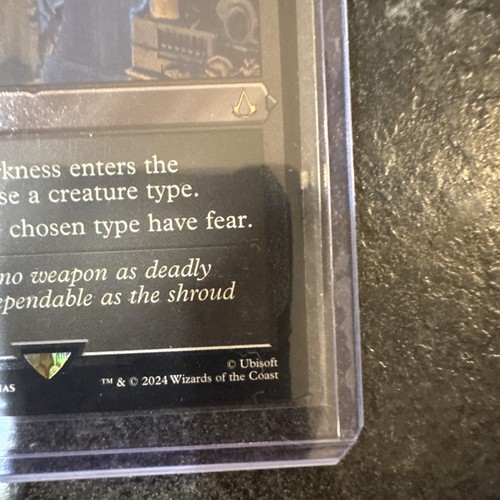 kness enters the
se a creature type.
chosen type have fear.
no weapon as deadly
ependable as the shroud
© Ubisoft
™ & © 2024 Wizards of the Coast
AS